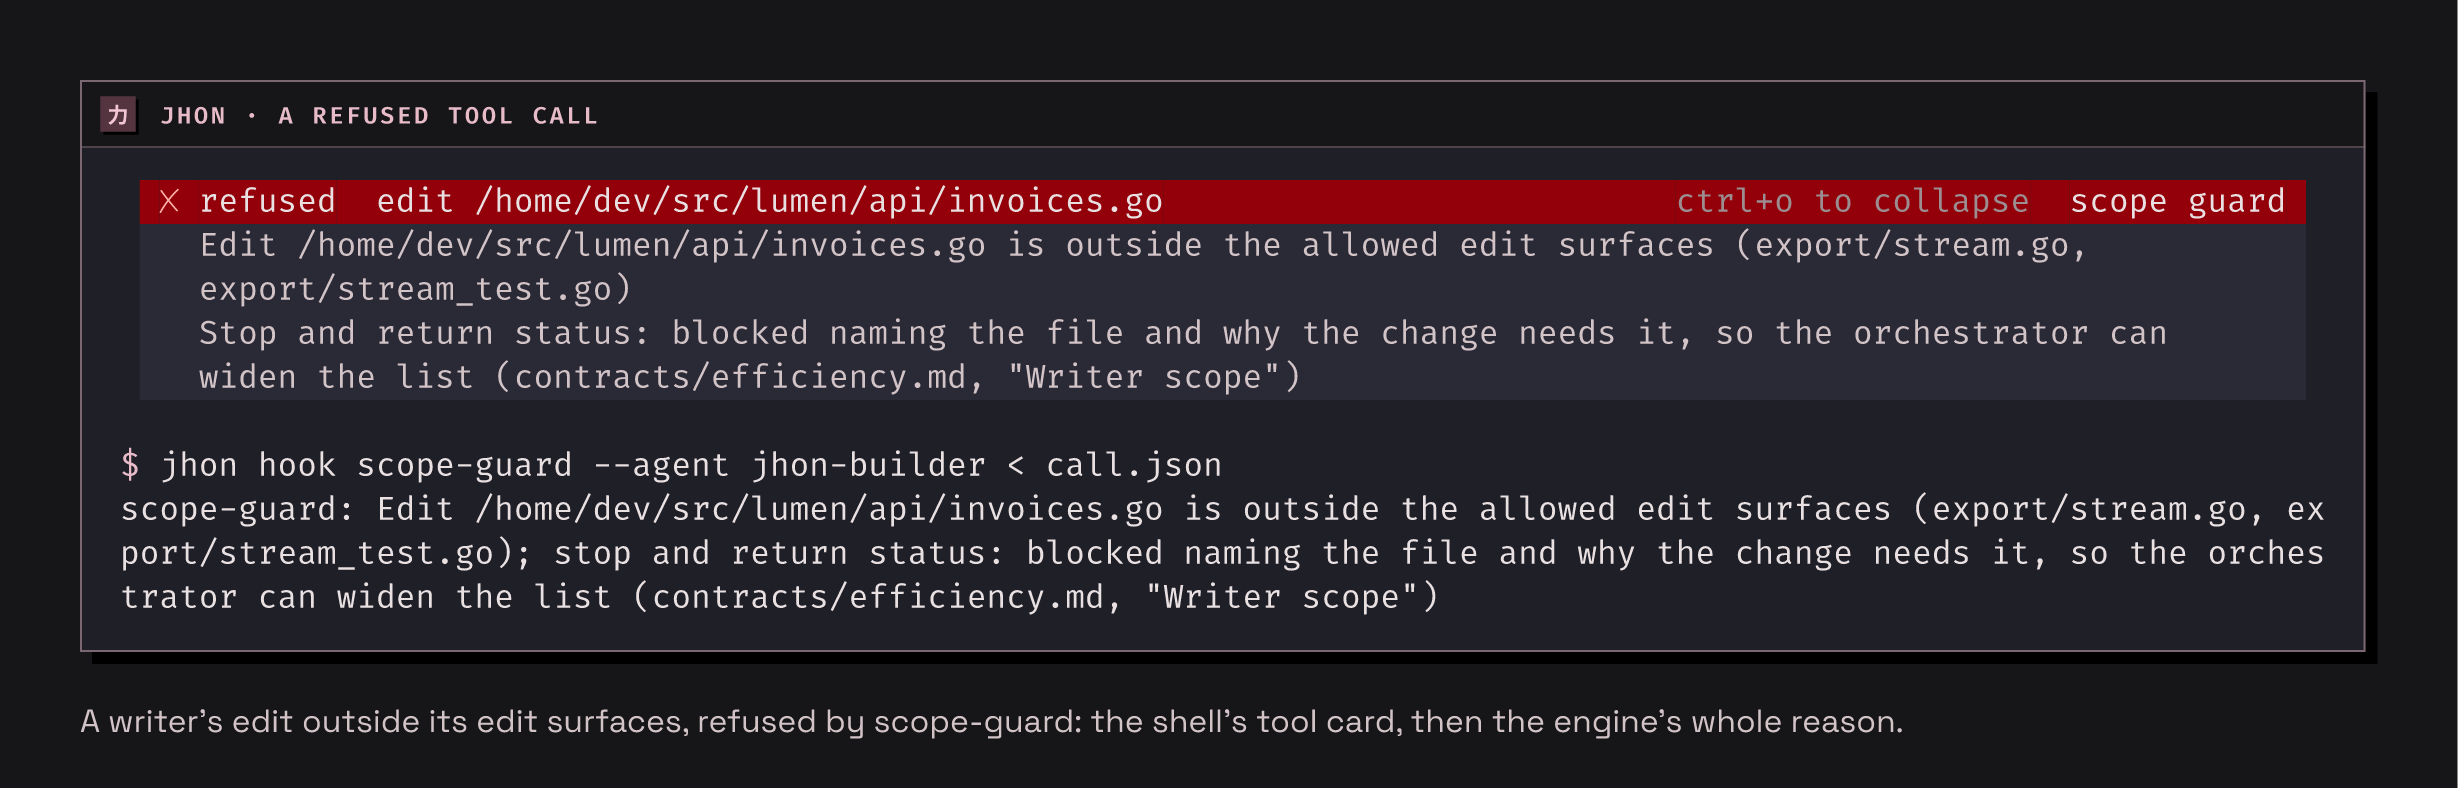 力 JHON · A REFUSED TOOL CALL
╳ refused edit /home/dev/src/lumen/api/invoices.go ctrl+o to collapse scope guard
Edit /home/dev/src/lumen/api/invoices.go is outside the allowed edit surfaces (export/stream.go,
export/stream_test.go)
Stop and return status: blocked naming the file and why the change needs it, so the orchestrator can
widen the list (contracts/efficiency.md, "Writer scope")
$ jhon hook scope-guard --agent jhon-builder < call.json
scope-guard: Edit /home/dev/src/lumen/api/invoices.go is outside the allowed edit surfaces (export/stream.go, ex
port/stream_test.go); stop and return status: blocked naming the file and why the change needs it, so the orches
trator can widen the list (contracts/efficiency.md, "Writer scope")
A writer’s edit outside its edit surfaces, refused by scope-guard: the shell’s tool card, then the engine’s whole reason.